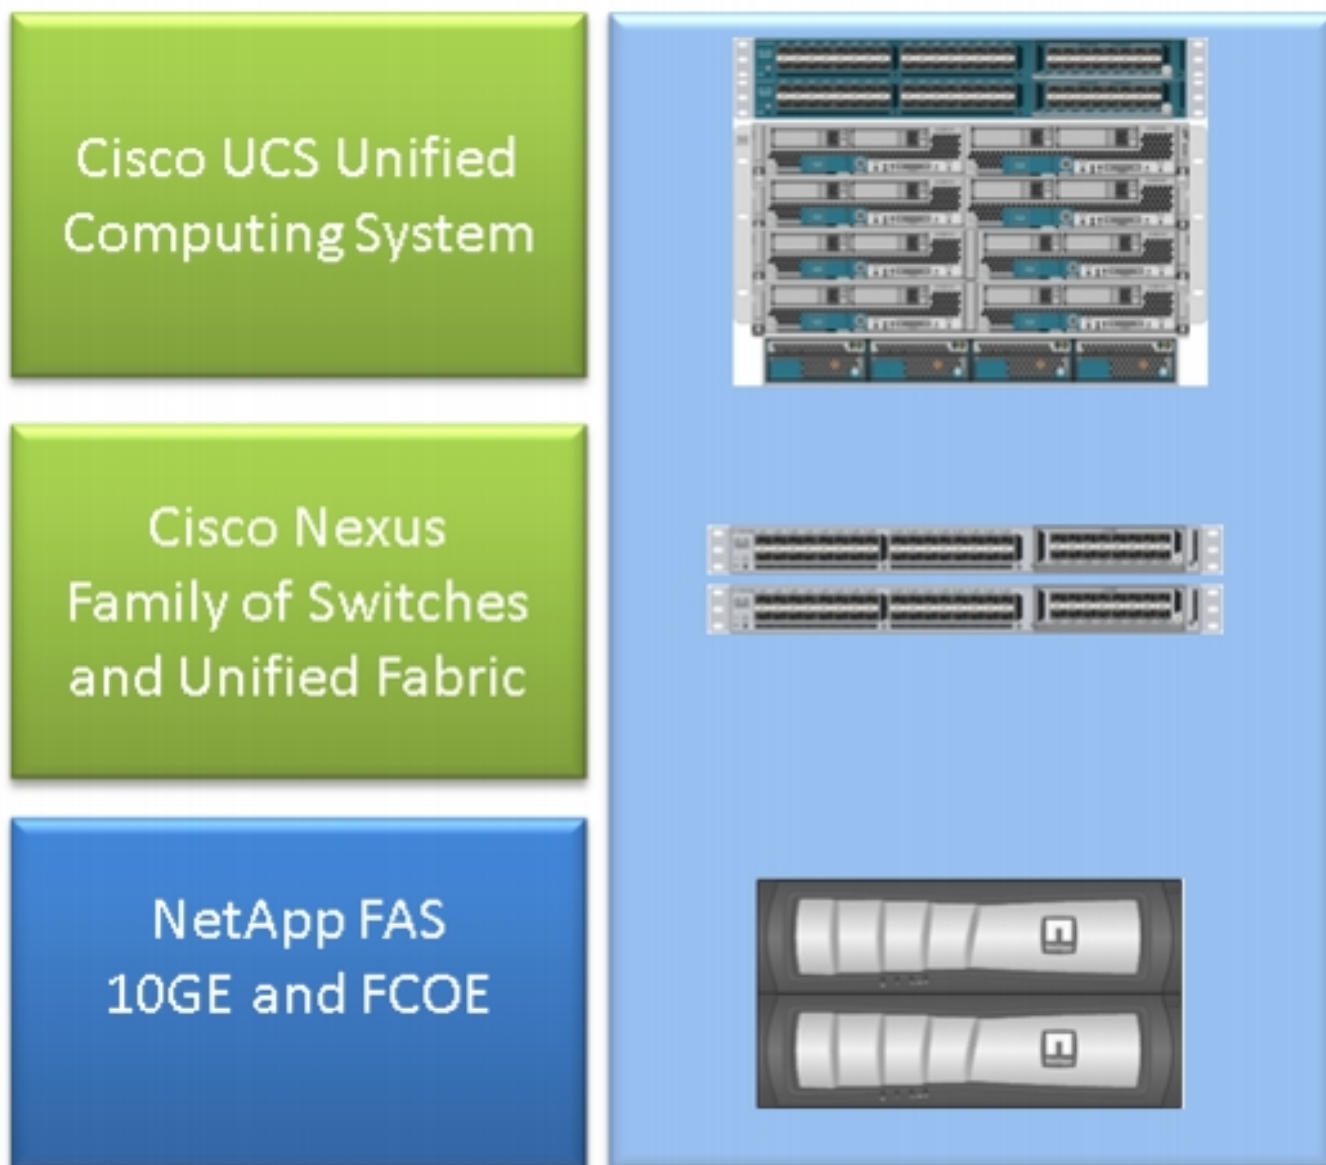 Cisco UCS Unified
Computing System
Cisco Nexus
Family of Switches
and Unified Fabric
NetApp FAS
10GE and FCOE